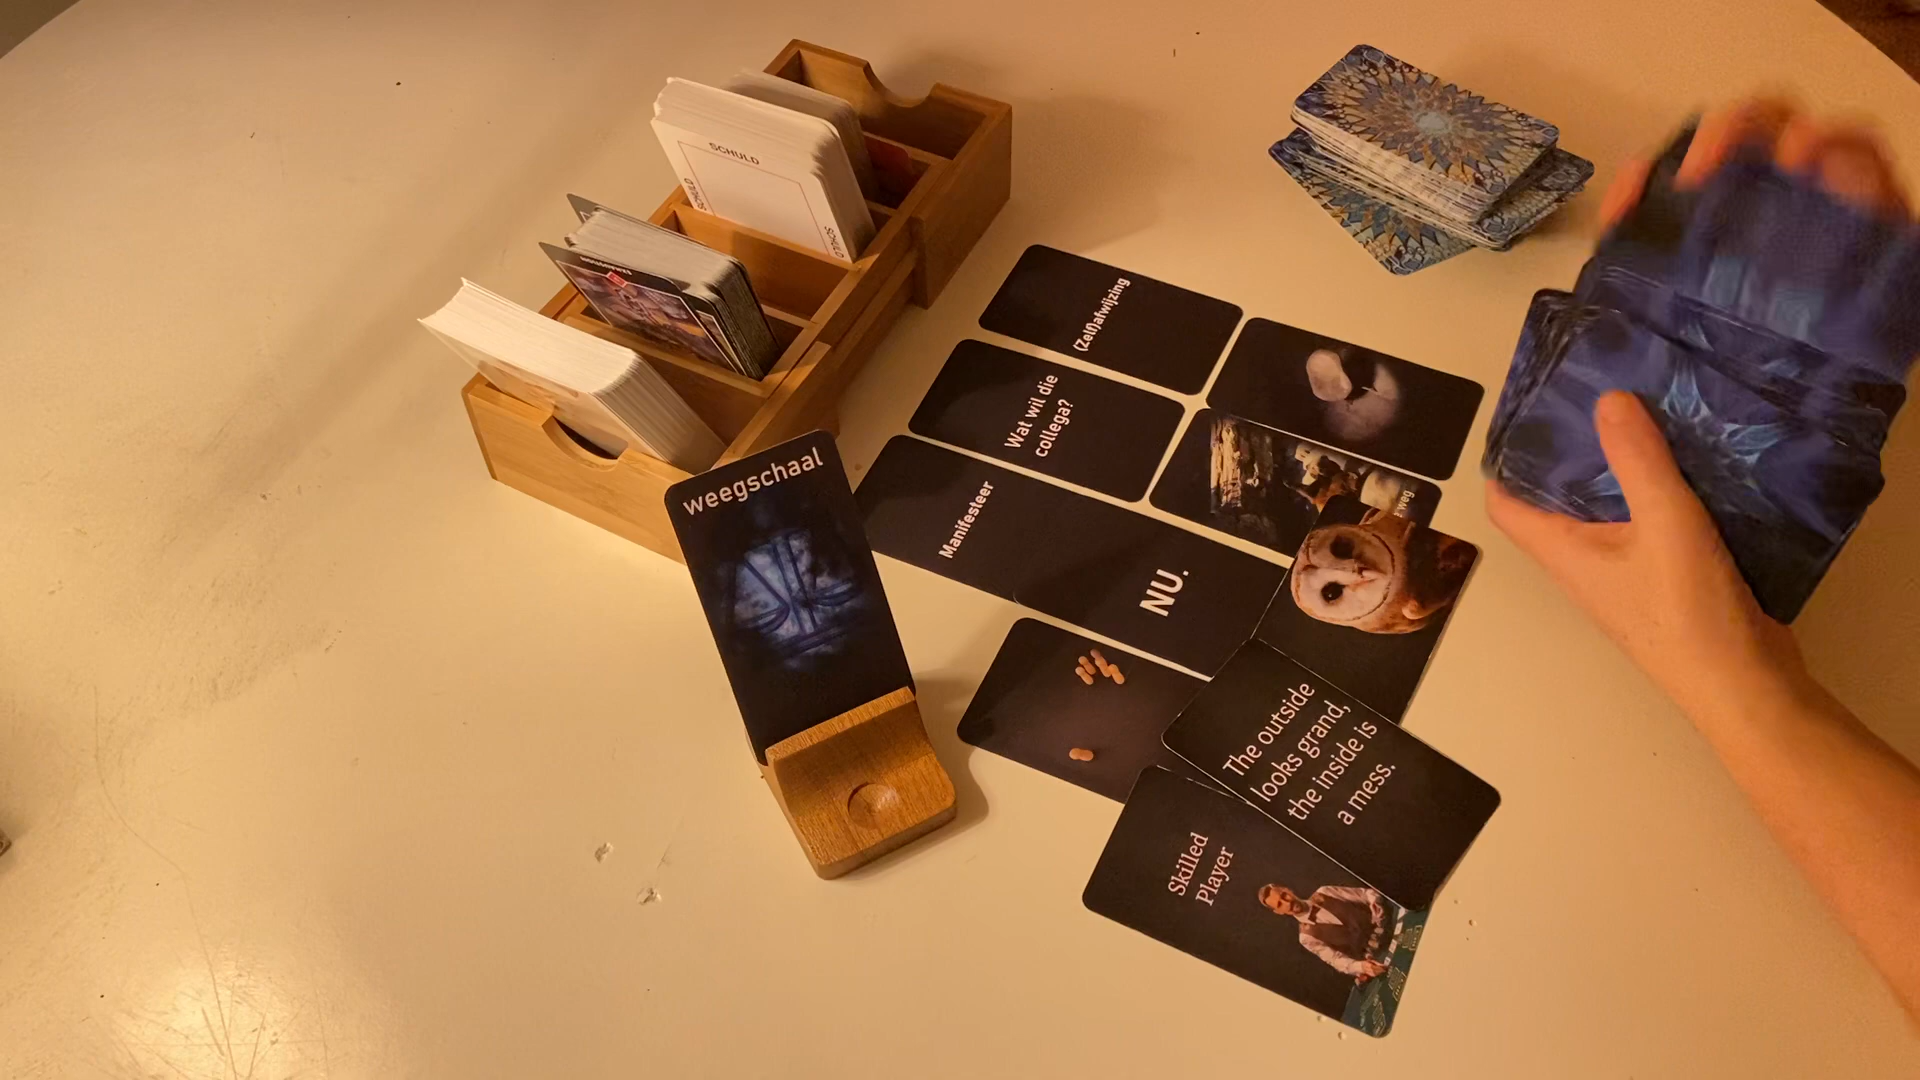 SCHULD
SCHULD
(Zelf)afwijzing
Wat wil die
collega?
weegschaal
Manifesteer
NU.
The outside
looks grand,
the inside is
a mess.
Skilled
Player